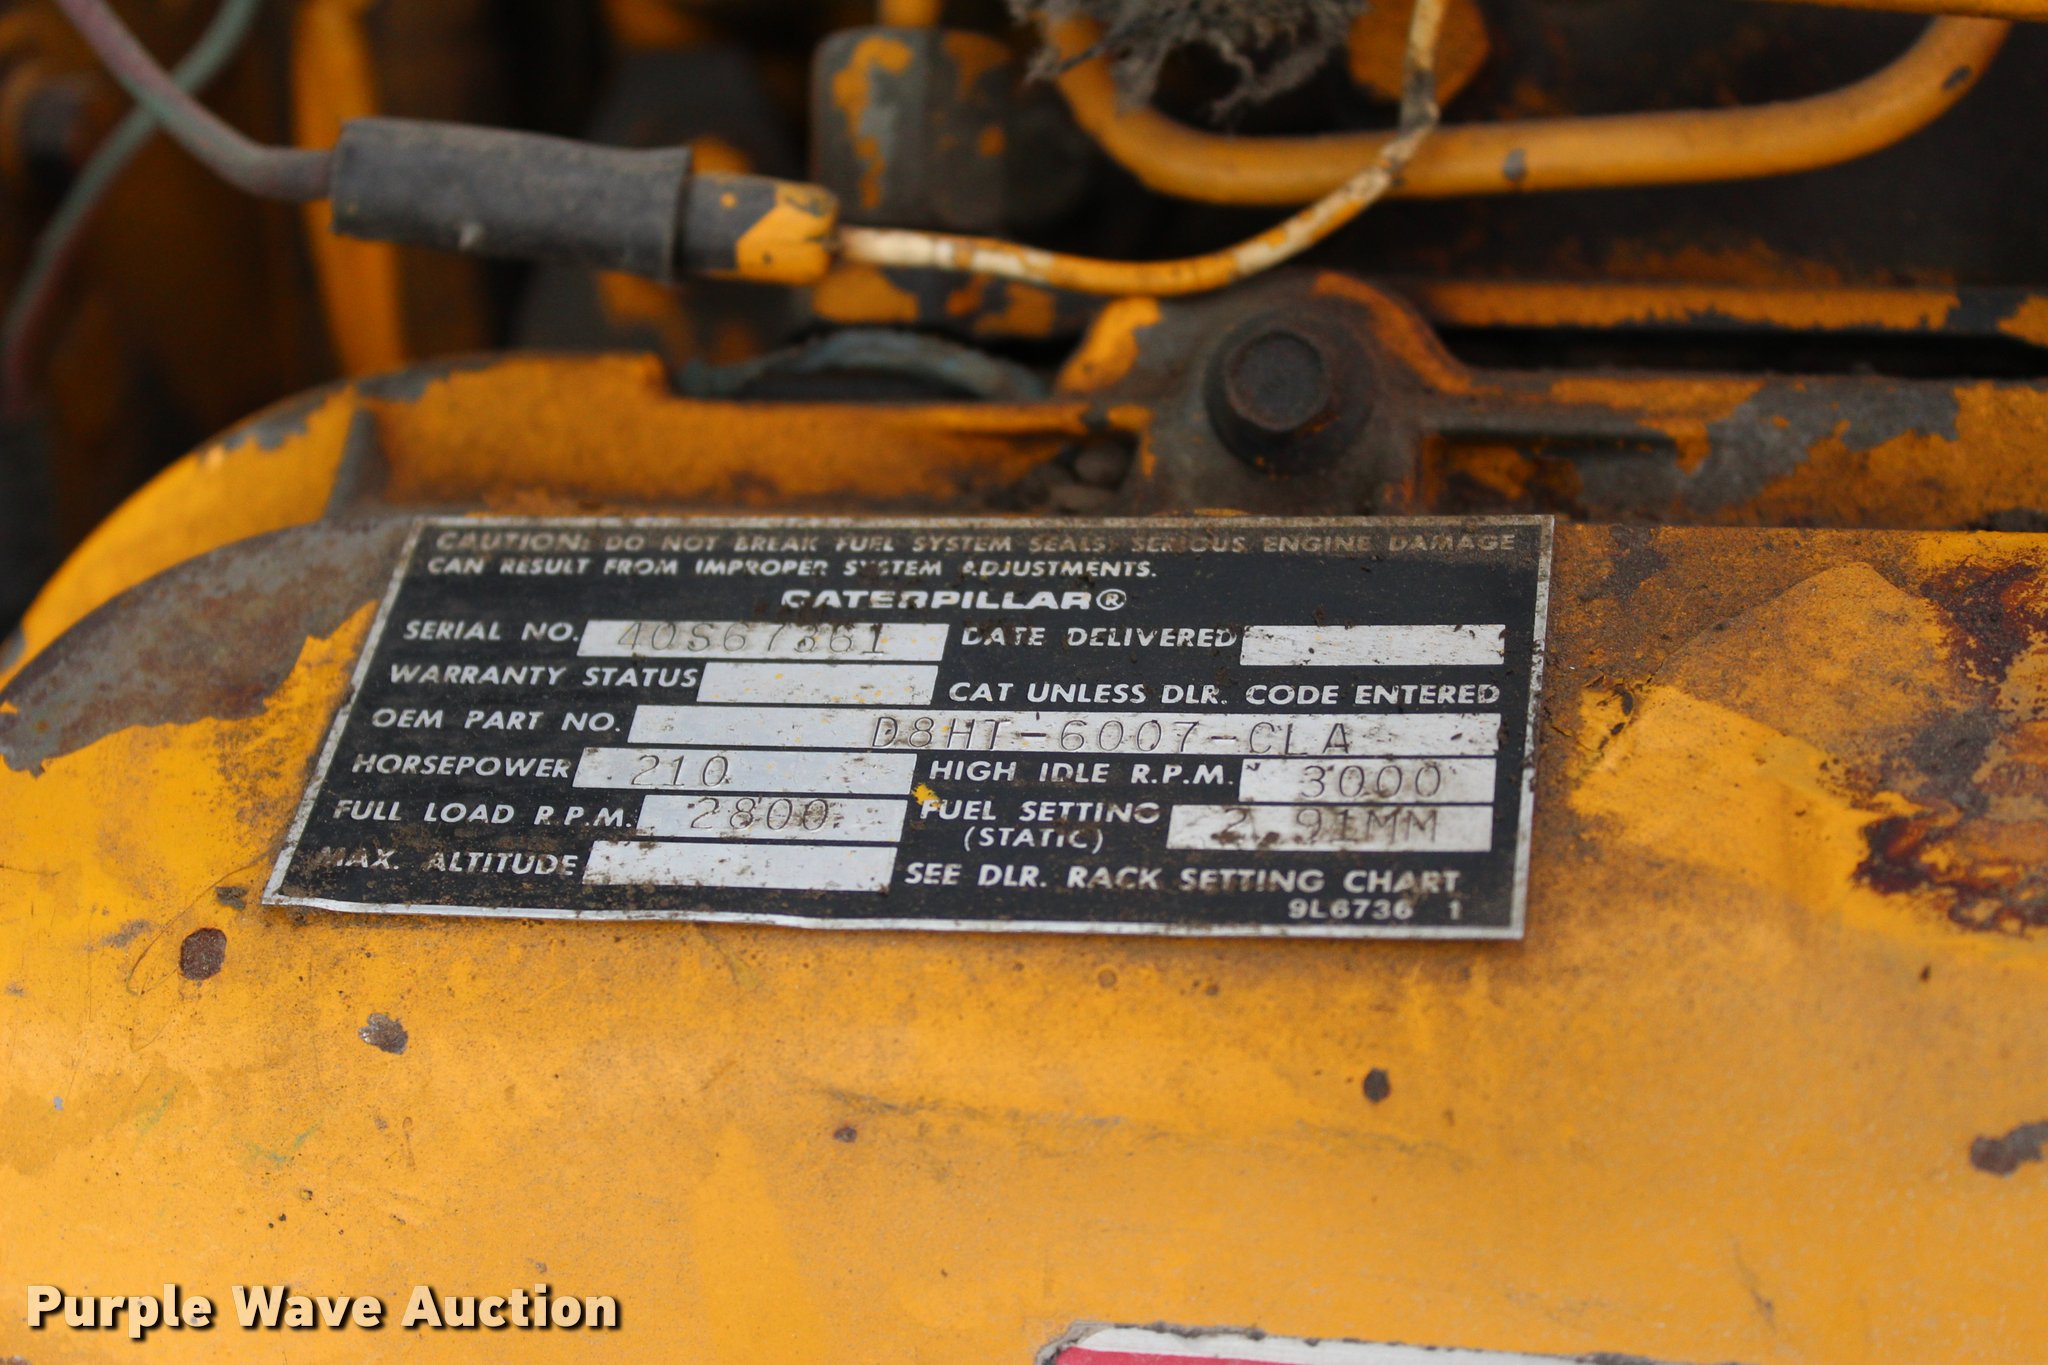 CAUTION: DO NOT BREAK FUEL SYSTEM SEALS; SERIOUS ENGINE DAMAGE
CAN RESULT FROM IMPROPER SYSTEM ADJUSTMENTS.
CATERPILLAR®
SERIAL NO. 40S67361 DATE DELIVERED
WARRANTY STATUS CAT UNLESS DLR. CODE ENTERED
OEM PART NO. D8HT-6007-CLA
HORSEPOWER 210 HIGH IDLE R.P.M. 3000
FULL LOAD R.P.M. 2800 FUEL SETTING (STATIC) 2.91MM
MAX. ALTITUDE SEE DLR. RACK SETTING CHART
9L6736 1
Purple Wave Auction